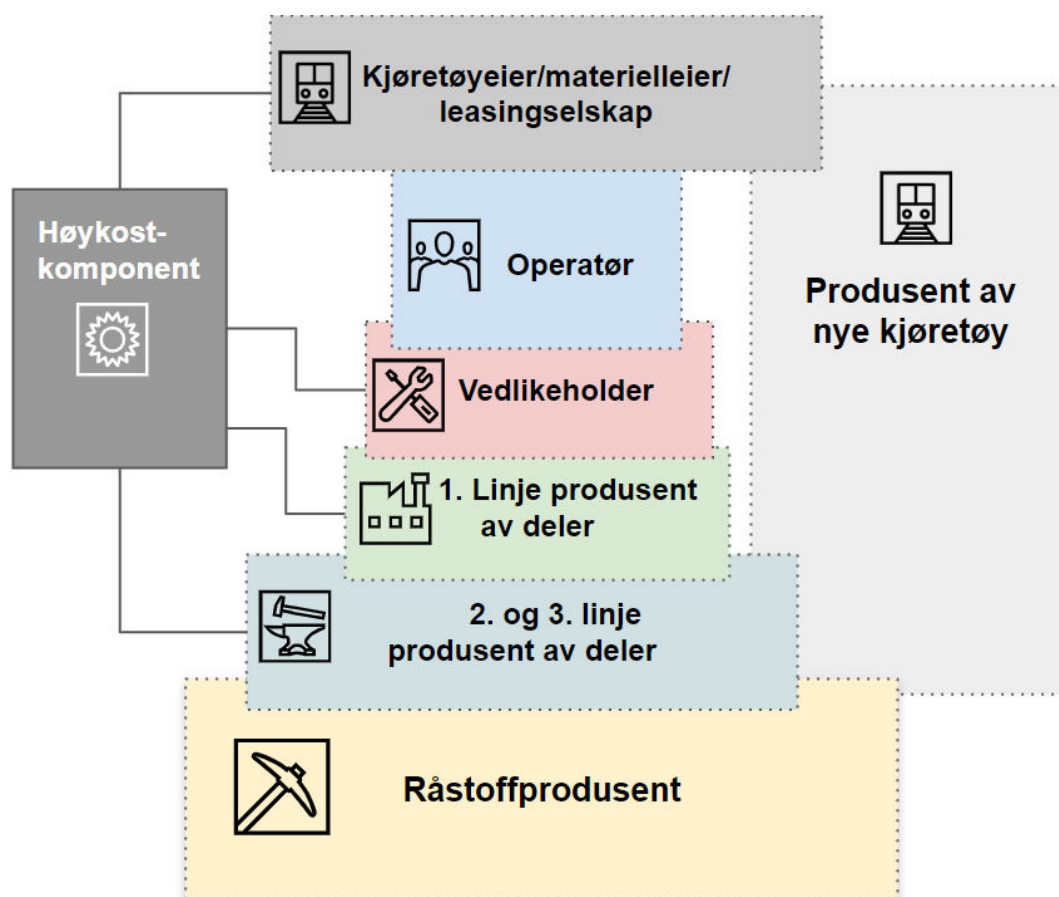 Kjøretøyeier/materielleier/
leasingselskap
Høykost-
komponent
Operatør
Produsent av
nye kjøretøy
Vedlikeholder
1. Linje produsent
av deler
2. og 3. linje
produsent av deler
Råstoffprodusent